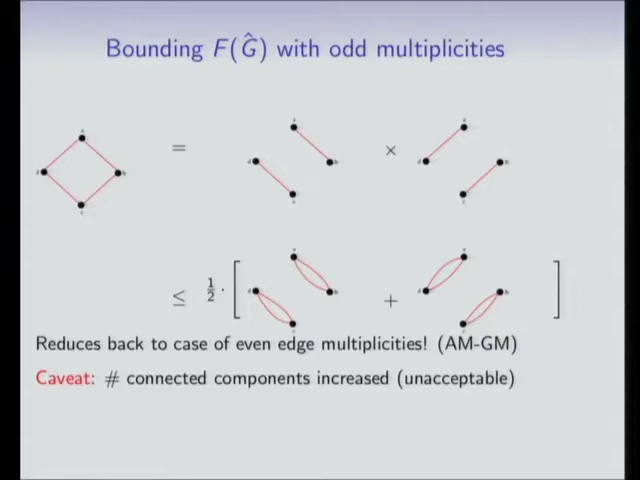 Bounding F(Ĝ) with odd multiplicities
= ×
≤ 1/2 · [ + ]
Reduces back to case of even edge multiplicities! (AM-GM)
Caveat: # connected components increased (unacceptable)